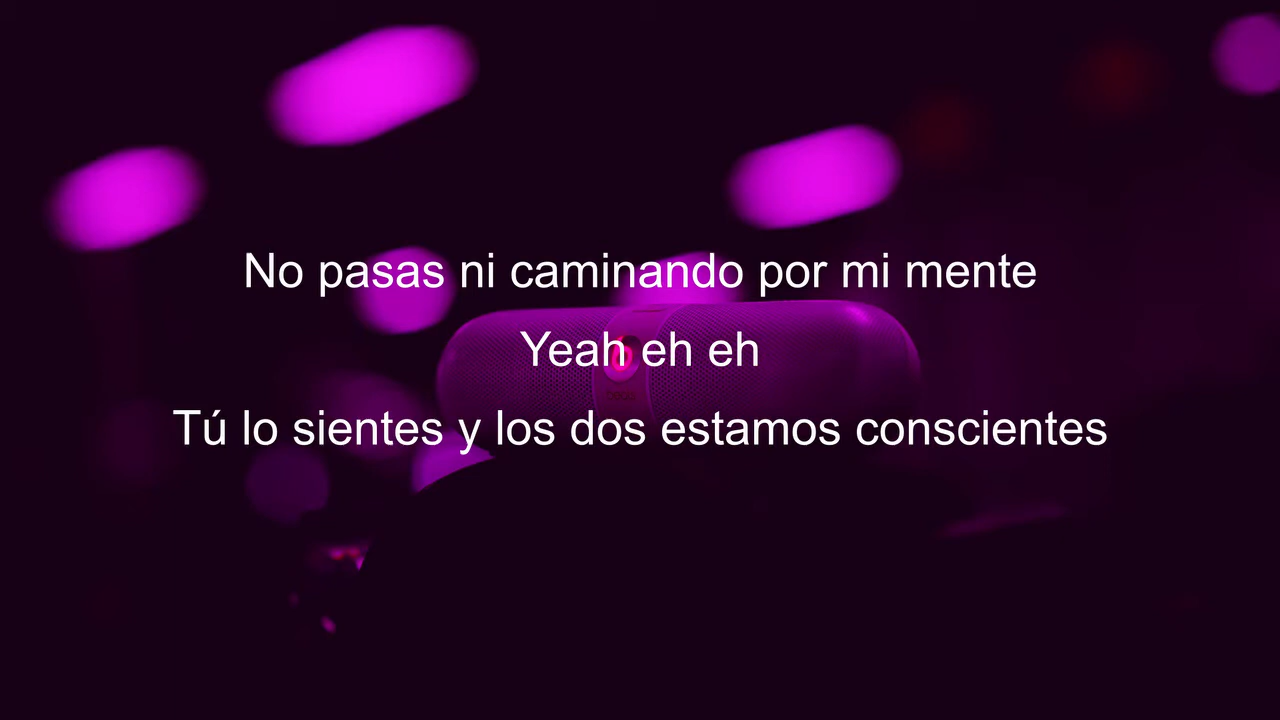 No pasas ni caminando por mi mente
Yeah eh eh
Tú lo sientes y los dos estamos conscientes